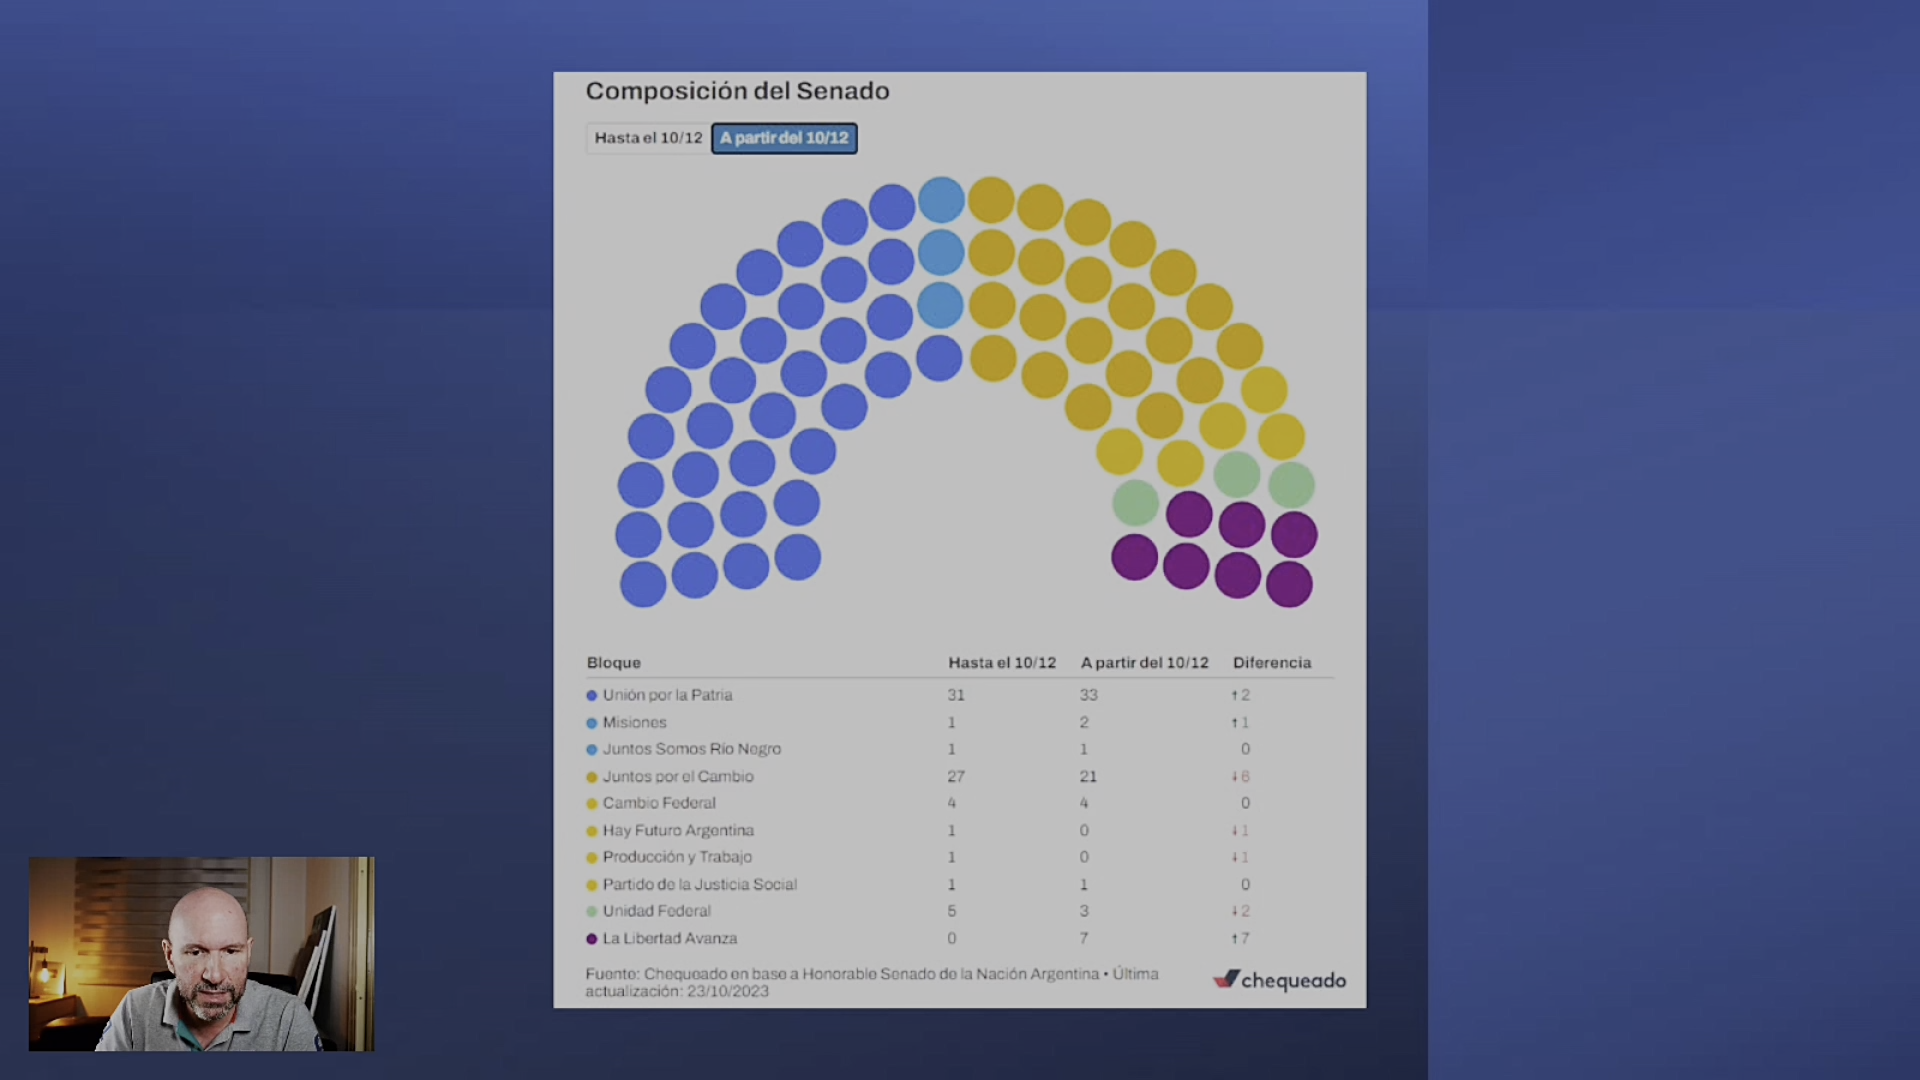 Composición del Senado
Hasta el 10/12 A partir del 10/12
Bloque Hasta el 10/12 A partir del 10/12 Diferencia
Unión por la Patria 31 33 ↑2
Misiones 1 2 ↑1
Juntos Somos Río Negro 1 1 0
Juntos por el Cambio 27 21 ↓6
Cambio Federal 4 4 0
Hay Futuro Argentina 1 0 ↓1
Producción y Trabajo 1 0 ↓1
Partido de la Justicia Social 1 1 0
Unidad Federal 5 3 ↓2
La Libertad Avanza 0 7 ↑7
Fuente: Chequeado en base a Honorable Senado de la Nación Argentina • Última
actualización: 23/10/2023
chequeado